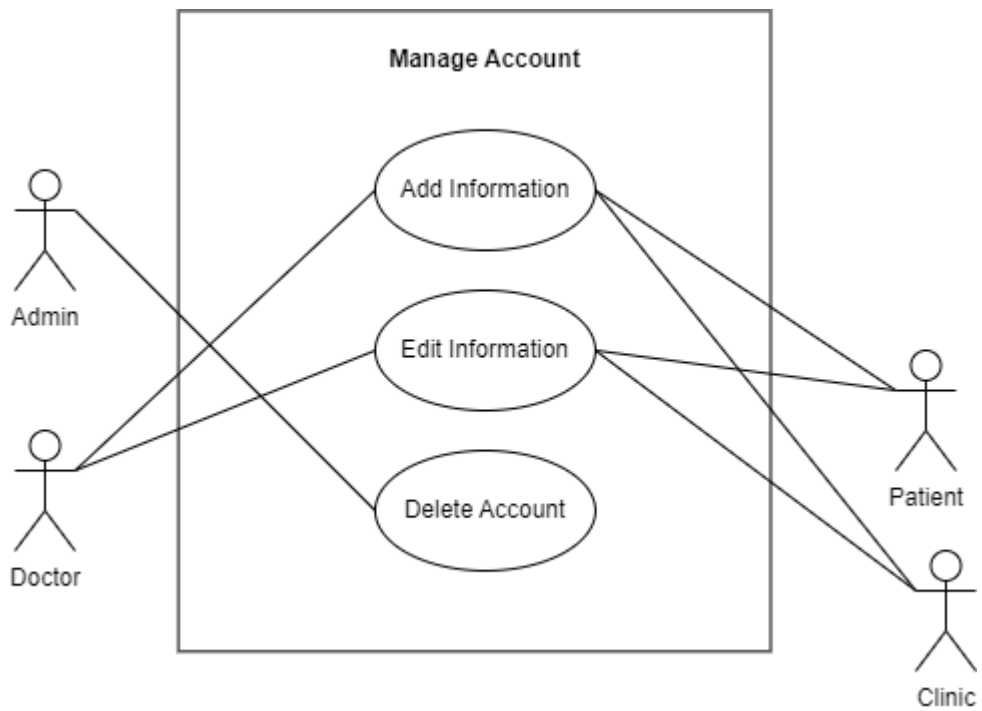 Manage Account
Add Information
Admin
Edit Information
Patient
Delete Account
Doctor
Clinic